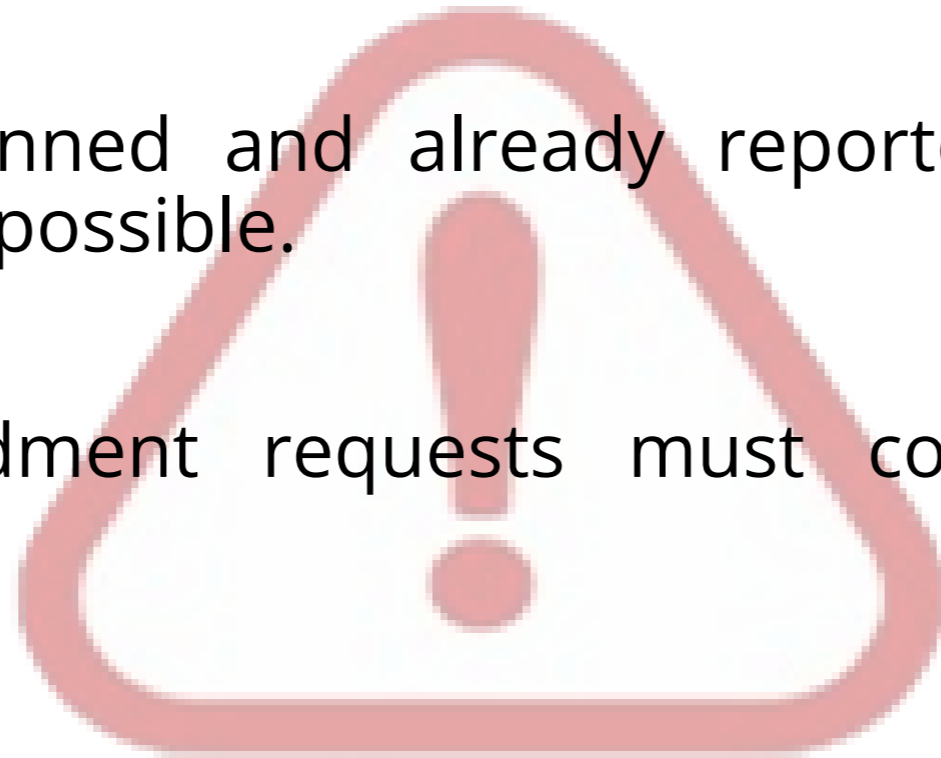 nned and already report
possible.
dment requests must co